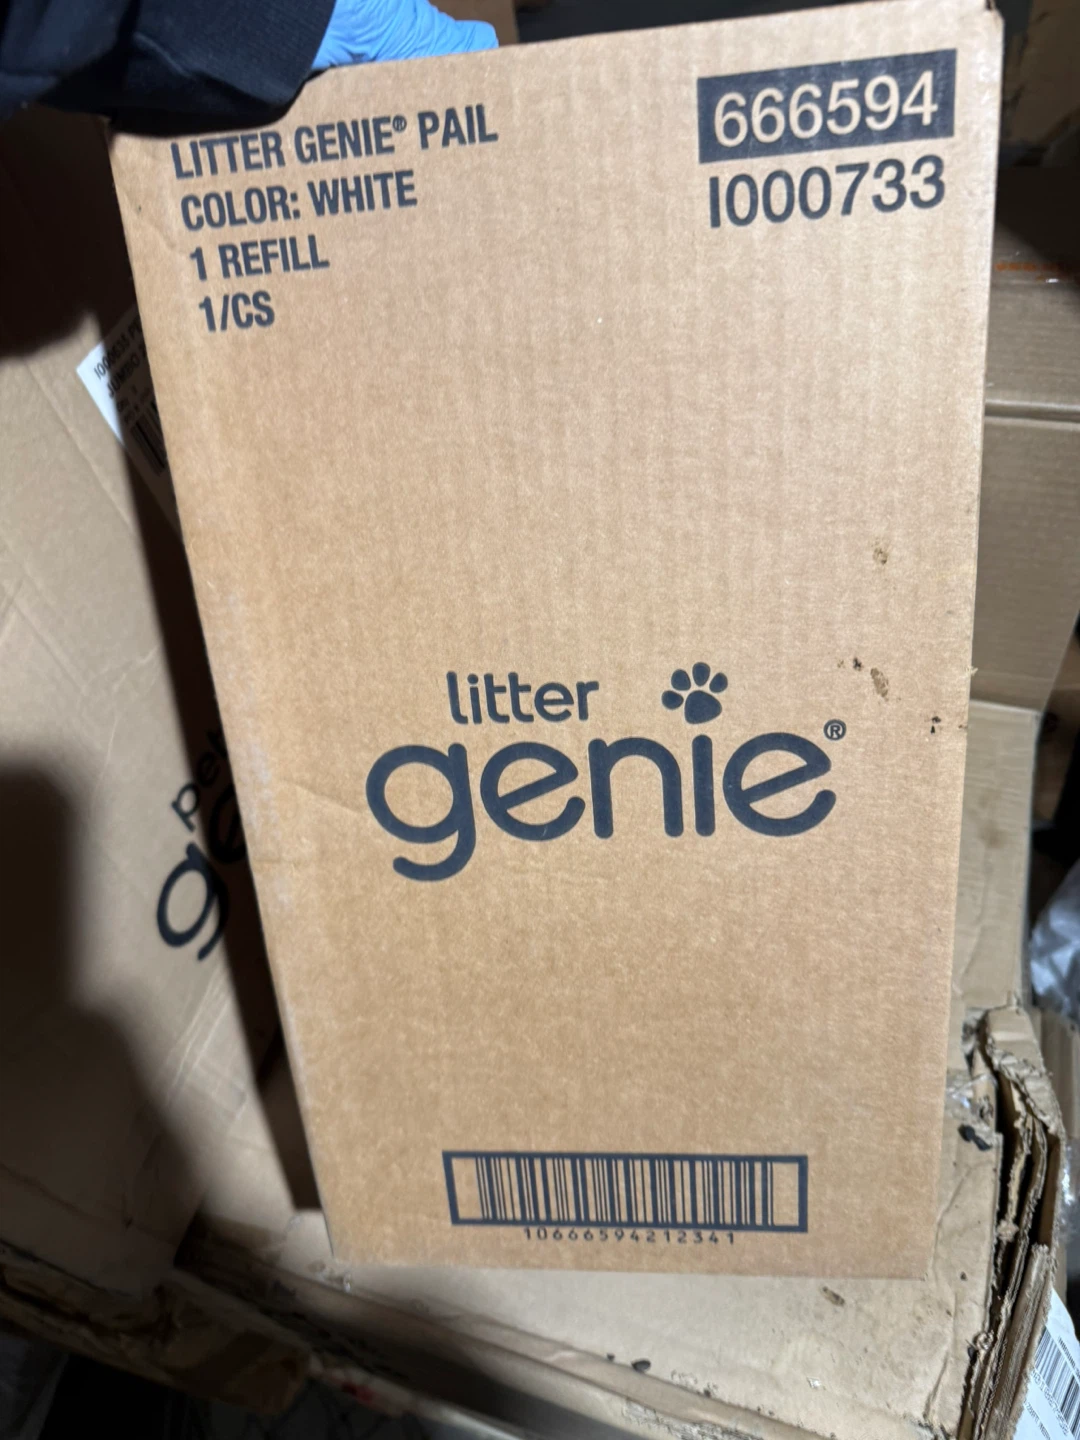 LITTER GENIE® PAIL
COLOR: WHITE
1 REFILL
1/CS
666594
I000733
litter
genie®
10666594212341